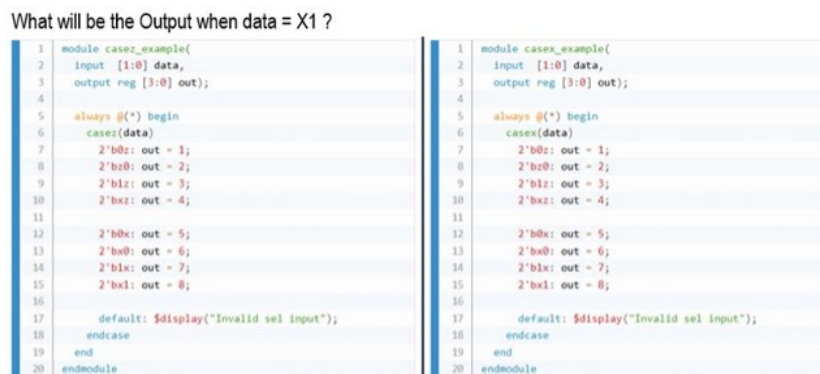 What will be the Output when data = X1 ?
1 module casez_example(
2 input [1:0] data,
3 output reg [3:0] out);
4
5 always @(*) begin
6 casez(data)
7 2'b0z: out = 1;
8 2'bz0: out = 2;
9 2'b1z: out = 3;
10 2'bxz: out = 4;
11
12 2'b0x: out = 5;
13 2'bx0: out = 6;
14 2'b1x: out = 7;
15 2'bx1: out = 8;
16
17 default: $display("Invalid sel input");
18 endcase
19 end
20 endmodule
1 module casex_example(
2 input [1:0] data,
3 output reg [3:0] out);
4
5 always @(*) begin
6 casex(data)
7 2'b0z: out = 1;
8 2'bz0: out = 2;
9 2'b1z: out = 3;
10 2'bxz: out = 4;
11
12 2'b0x: out = 5;
13 2'bx0: out = 6;
14 2'b1x: out = 7;
15 2'bx1: out = 8;
16
17 default: $display("Invalid sel input");
18 endcase
19 end
20 endmodule